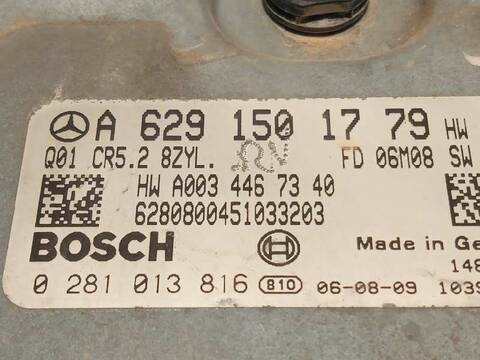 A 629 150 17 79 HW
Q01 CR5.2 8ZYL. FD 06M08 SW
HW A003 446 73 40
6280800451033203
BOSCH Made in Ge
148
0 281 013 816 810 06-08-09 1039